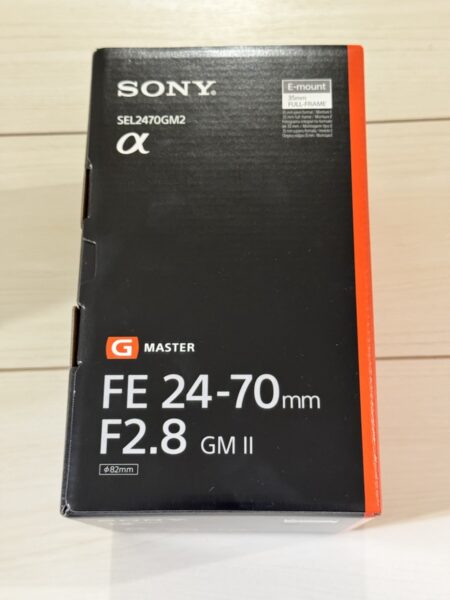 SONY
SEL2470GM2
α
E-mount
35mm
FULL-FRAME
G MASTER
FE 24-70mm
F2.8 GM II
φ82mm